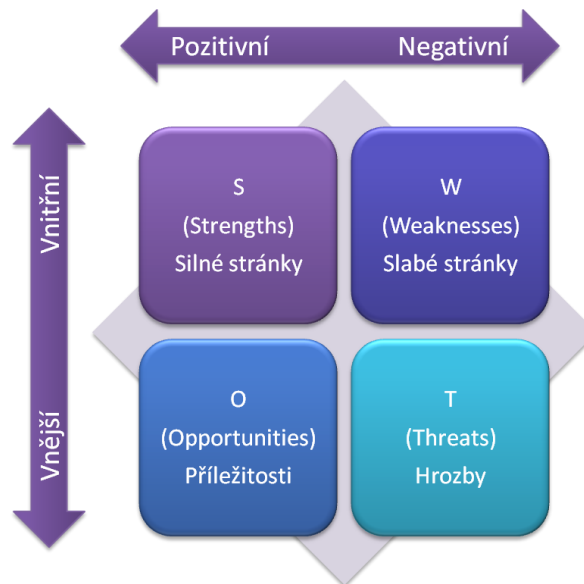 Pozitivní
Negativní
Vnitřní
Vnější
S
(Strengths)
Silné stránky
W
(Weaknesses)
Slabé stránky
O
(Opportunities)
Příležitosti
T
(Threats)
Hrozby